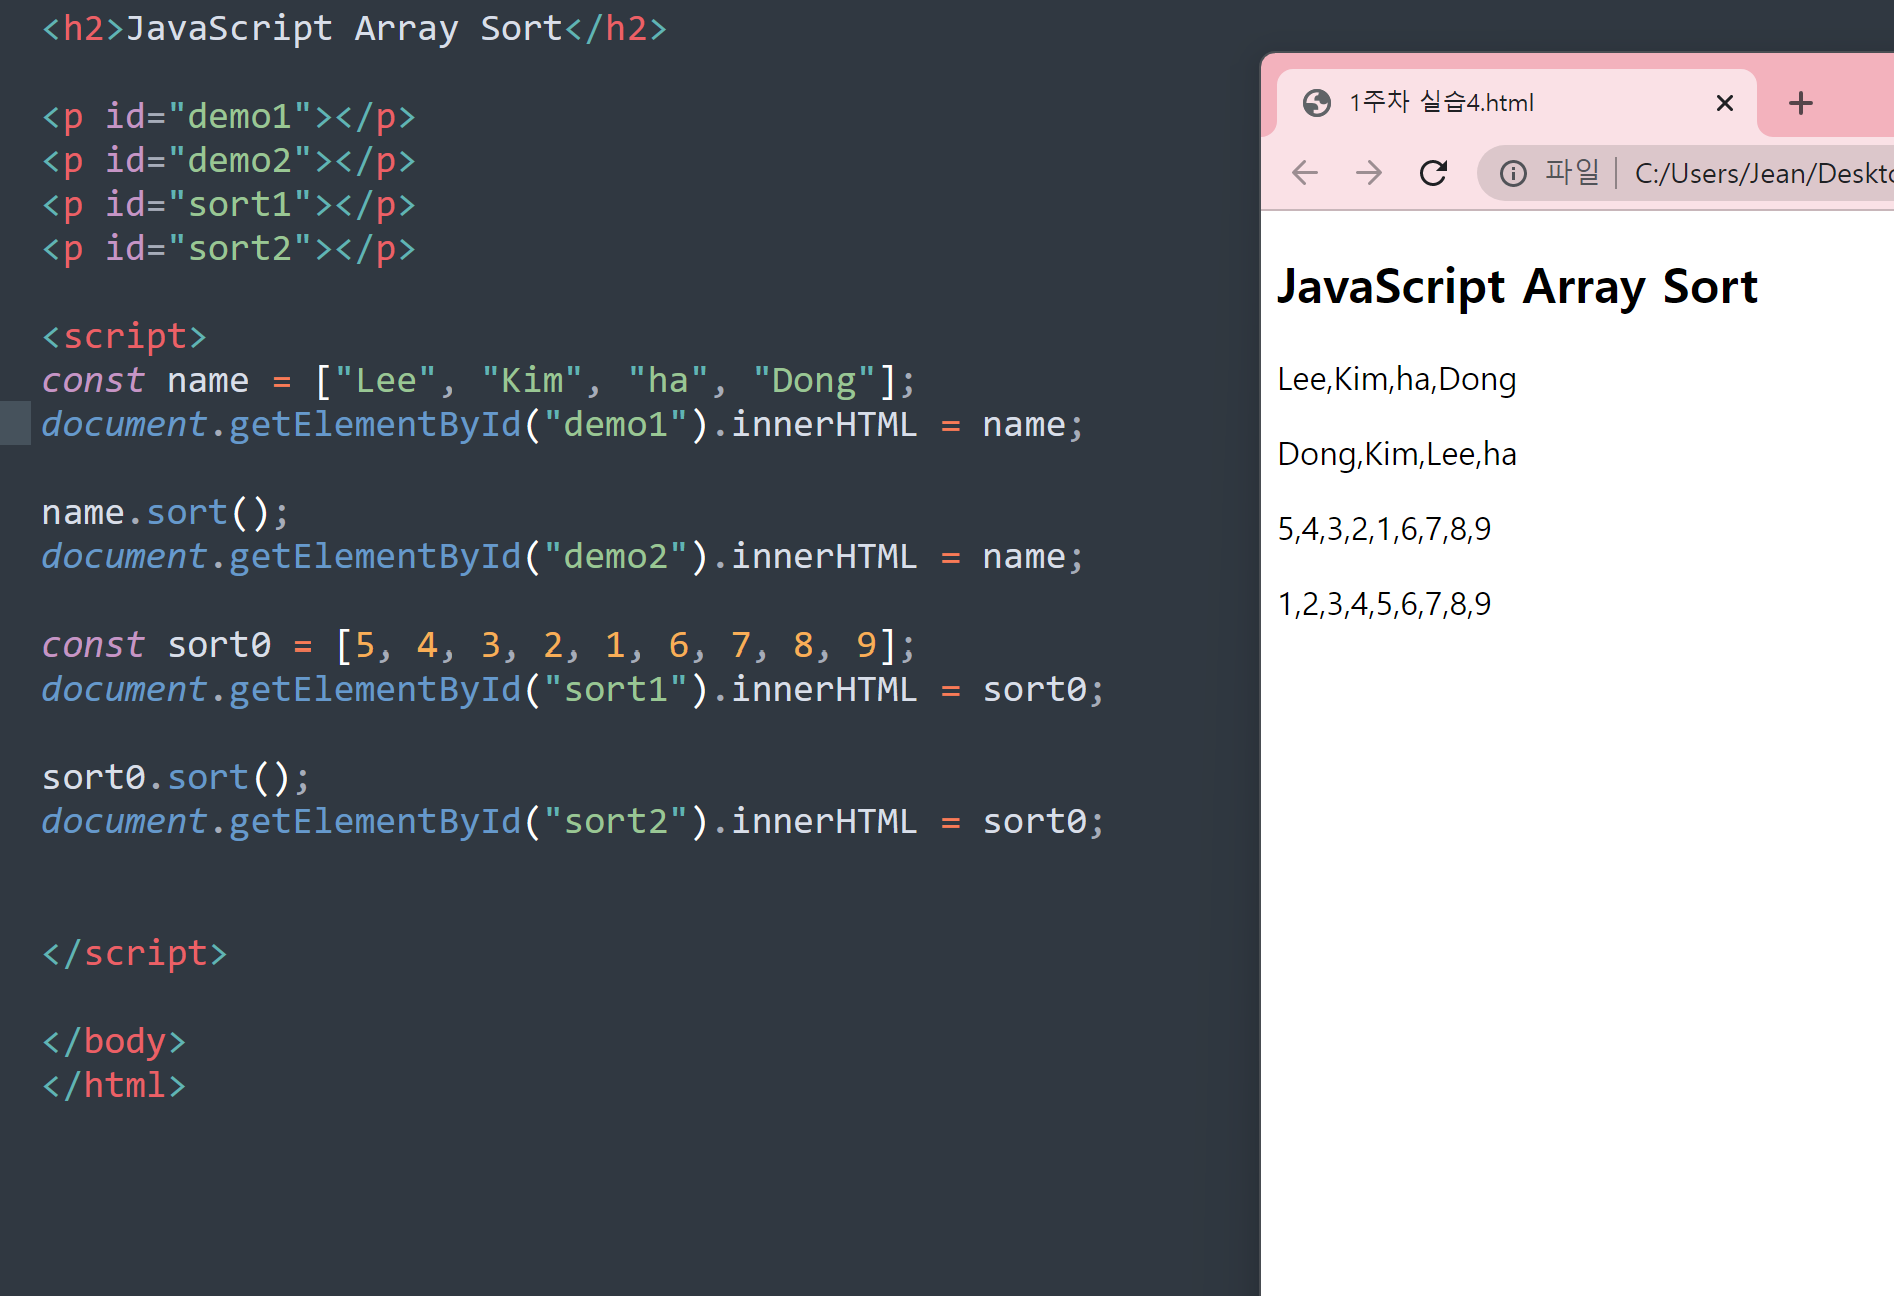 <h2>JavaScript Array Sort</h2>
<p id="demo1"></p>
<p id="demo2"></p>
<p id="sort1"></p>
<p id="sort2"></p>
<script>
const name = ["Lee", "Kim", "ha", "Dong"];
document.getElementById("demo1").innerHTML = name;
name.sort();
document.getElementById("demo2").innerHTML = name;
const sort0 = [5, 4, 3, 2, 1, 6, 7, 8, 9];
document.getElementById("sort1").innerHTML = sort0;
sort0.sort();
document.getElementById("sort2").innerHTML = sort0;
</script>
</body>
</html>
1주차 실습4.html
파일 C:/Users/Jean/Deskto
JavaScript Array Sort
Lee,Kim,ha,Dong
Dong,Kim,Lee,ha
5,4,3,2,1,6,7,8,9
1,2,3,4,5,6,7,8,9